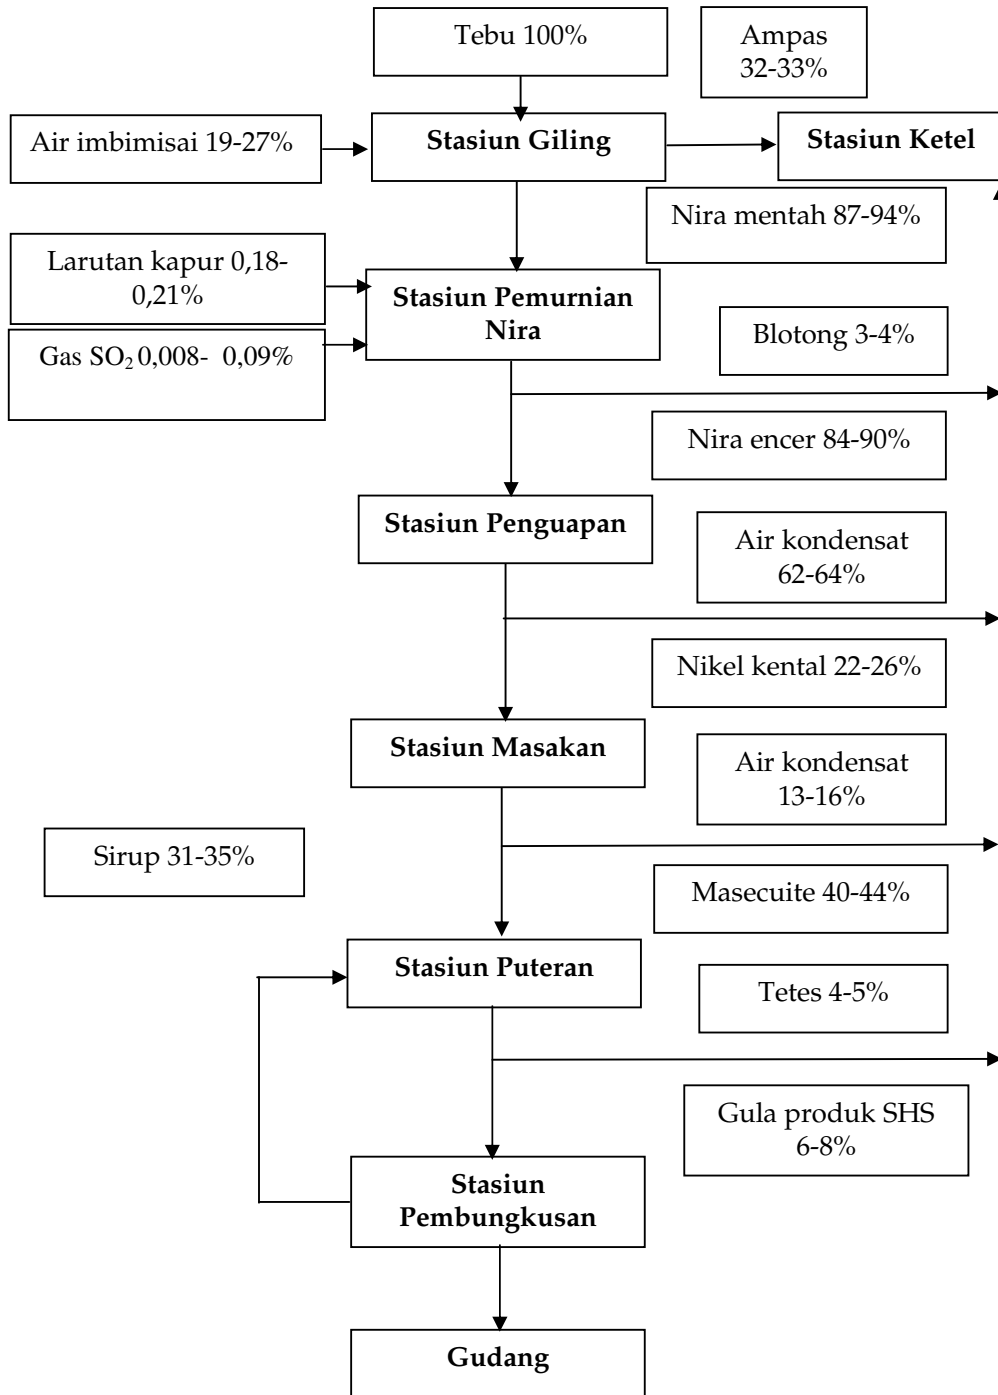 Tebu 100%
Ampas
32-33%
Air imbimisai 19-27%
Stasiun Giling
Stasiun Ketel
Nira mentah 87-94%
Larutan kapur 0,18-
0,21%
Stasiun Pemurnian
Nira
Gas SO₂ 0,008- 0,09%
Blotong 3-4%
Nira encer 84-90%
Stasiun Penguapan
Air kondensat
62-64%
Nikel kental 22-26%
Stasiun Masakan
Air kondensat
13-16%
Sirup 31-35%
Masecuite 40-44%
Stasiun Puteran
Tetes 4-5%
Gula produk SHS
6-8%
Stasiun
Pembungkusan
Gudang